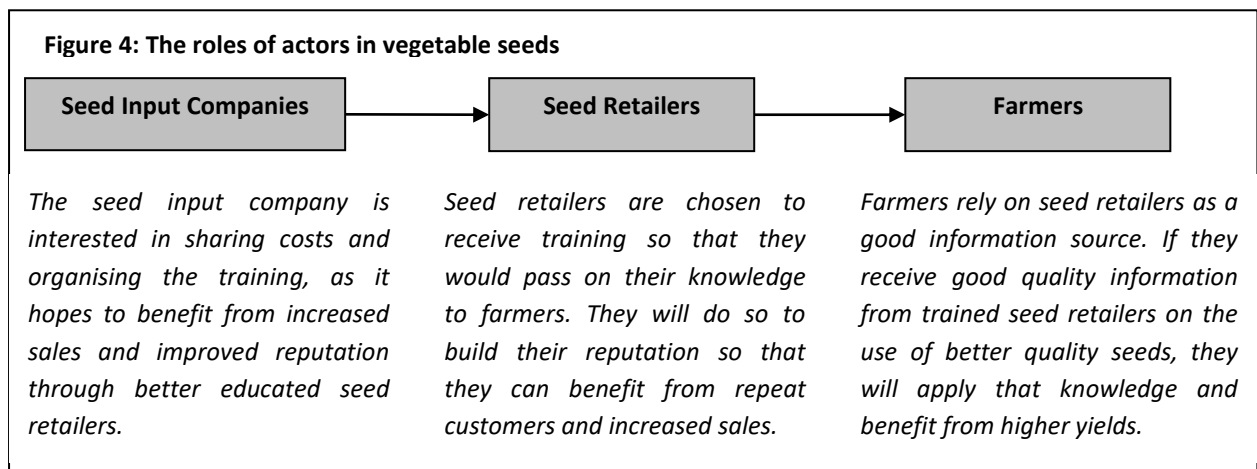 Figure 4: The roles of actors in vegetable seeds
Seed Input Companies
Seed Retailers
Farmers
The seed input company is
interested in sharing costs and
organising the training, as it
hopes to benefit from increased
sales and improved reputation
through better educated seed
retailers.
Seed retailers are chosen to
receive training so that they
would pass on their knowledge
to farmers. They will do so to
build their reputation so that
they can benefit from repeat
customers and increased sales.
Farmers rely on seed retailers as a
good information source. If they
receive good quality information
from trained seed retailers on the
use of better quality seeds, they
will apply that knowledge and
benefit from higher yields.